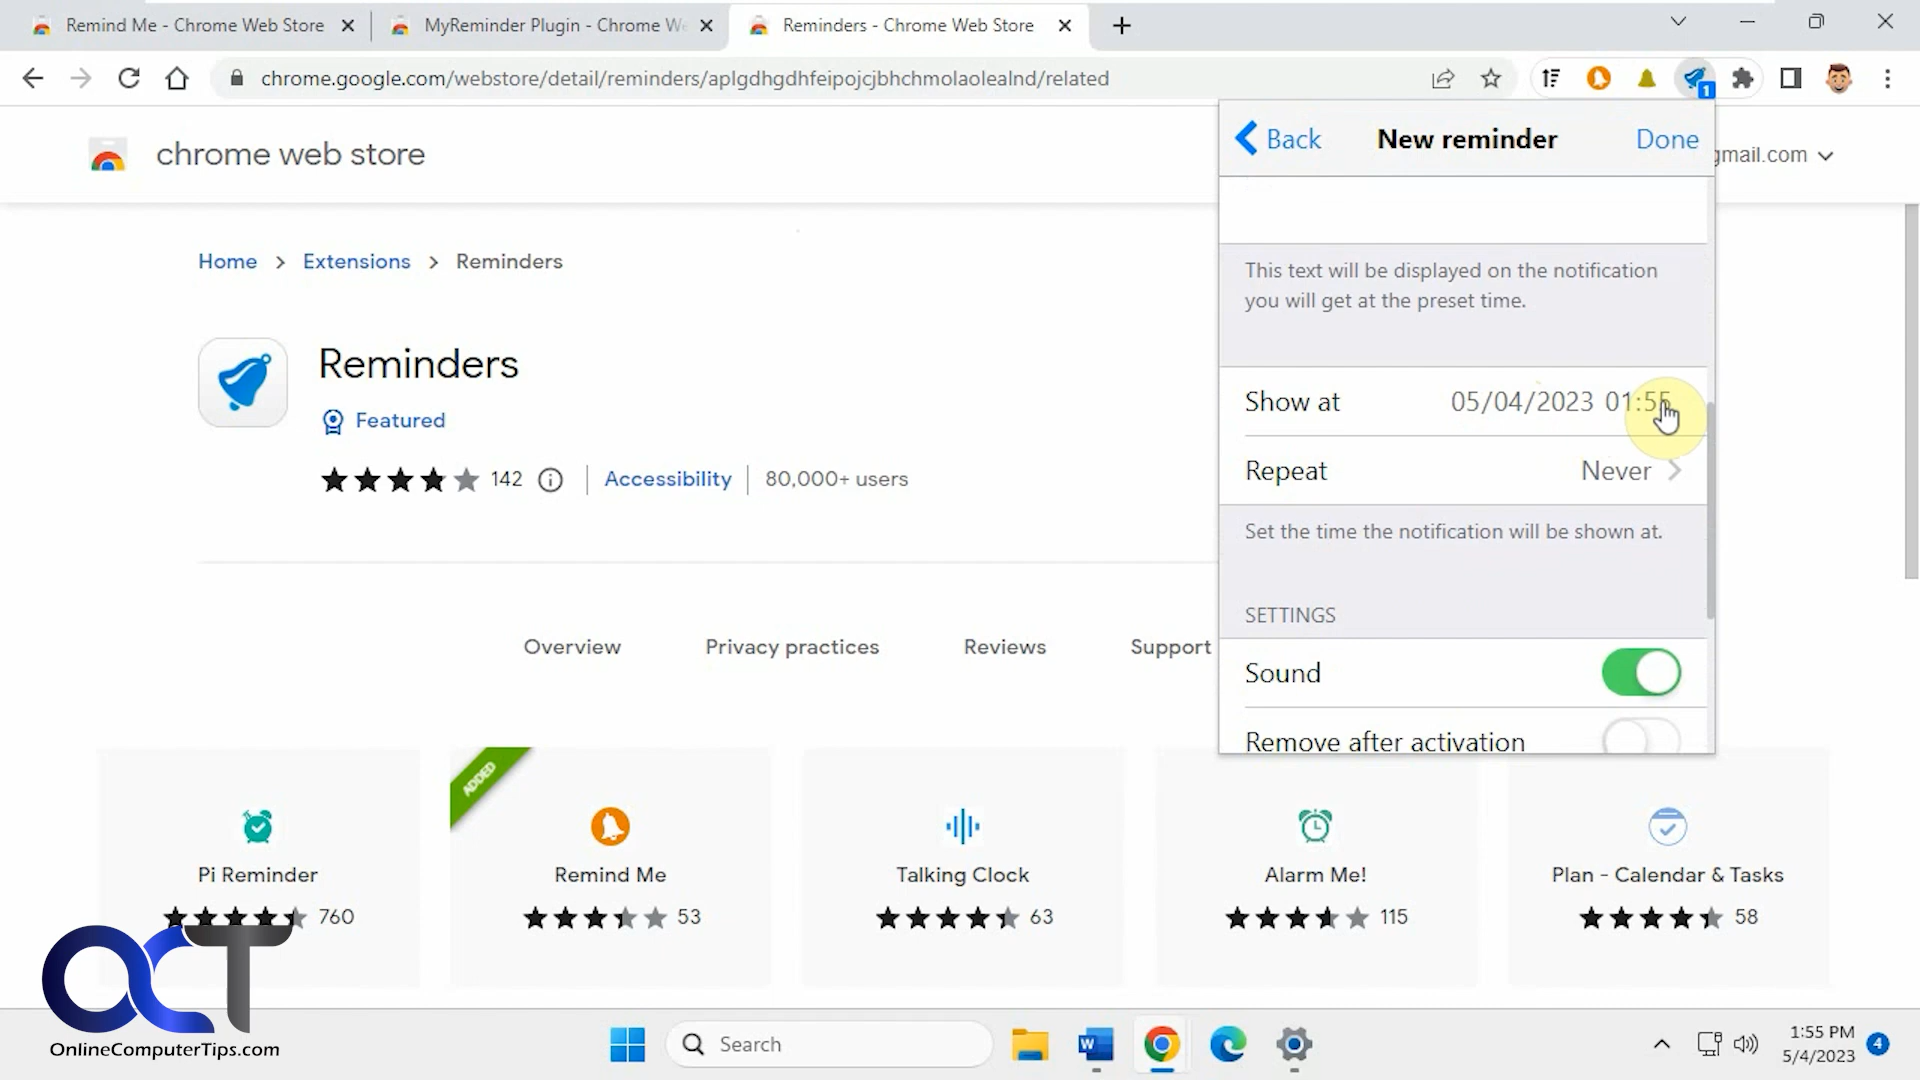 Remind Me - Chrome Web Store
MyReminder Plugin - Chrome We
Reminders - Chrome Web Store
chrome.google.com/webstore/detail/reminders/aplgdhgdhfeipojcjbhchmolaolealnd/related
1
chrome web store
gmail.com
Back
New reminder
Done
This text will be displayed on the notification
you will get at the preset time.
Show at
05/04/2023 01:55
Repeat
Never
Set the time the notification will be shown at.
SETTINGS
Sound
Remove after activation
Home > Extensions > Reminders
Reminders
Featured
142
Accessibility
80,000+ users
Overview
Privacy practices
Reviews
Support
ADDED
Pi Reminder
760
Remind Me
53
Talking Clock
63
Alarm Me!
115
Plan - Calendar & Tasks
58
OCT
OnlineComputerTips.com
Search
1:55 PM
5/4/2023
4